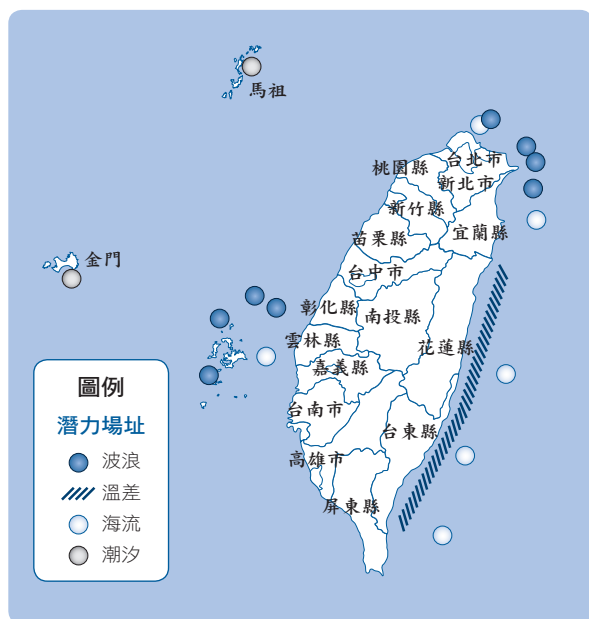 馬祖
金門
台北市
桃園縣
新北市
新竹縣
宜蘭縣
苗栗縣
台中市
彰化縣
南投縣
雲林縣
花蓮縣
嘉義縣
台南市
台東縣
高雄市
屏東縣
圖例
潛力場址
波浪
溫差
海流
潮汐